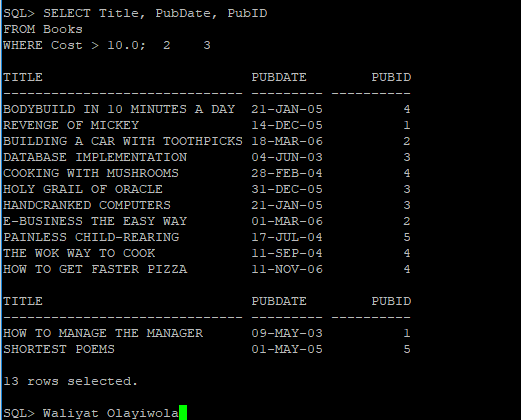 SQL> SELECT Title, PubDate, PubID
FROM Books
WHERE Cost > 10.0;  2    3
TITLE                          PUBDATE        PUBID
------------------------------ --------- ----------
BODYBUILD IN 10 MINUTES A DAY  21-JAN-05          4
REVENGE OF MICKEY              14-DEC-05          1
BUILDING A CAR WITH TOOTHPICKS 18-MAR-06          2
DATABASE IMPLEMENTATION        04-JUN-03          3
COOKING WITH MUSHROOMS         28-FEB-04          4
HOLY GRAIL OF ORACLE           31-DEC-05          3
HANDCRANKED COMPUTERS          21-JAN-05          3
E-BUSINESS THE EASY WAY        01-MAR-06          2
PAINLESS CHILD-REARING         17-JUL-04          5
THE WOK WAY TO COOK            11-SEP-04          4
HOW TO GET FASTER PIZZA        11-NOV-06          4
TITLE                          PUBDATE        PUBID
------------------------------ --------- ----------
HOW TO MANAGE THE MANAGER      09-MAY-03          1
SHORTEST POEMS                 01-MAY-05          5
13 rows selected.
SQL> Waliyat Olayiwola